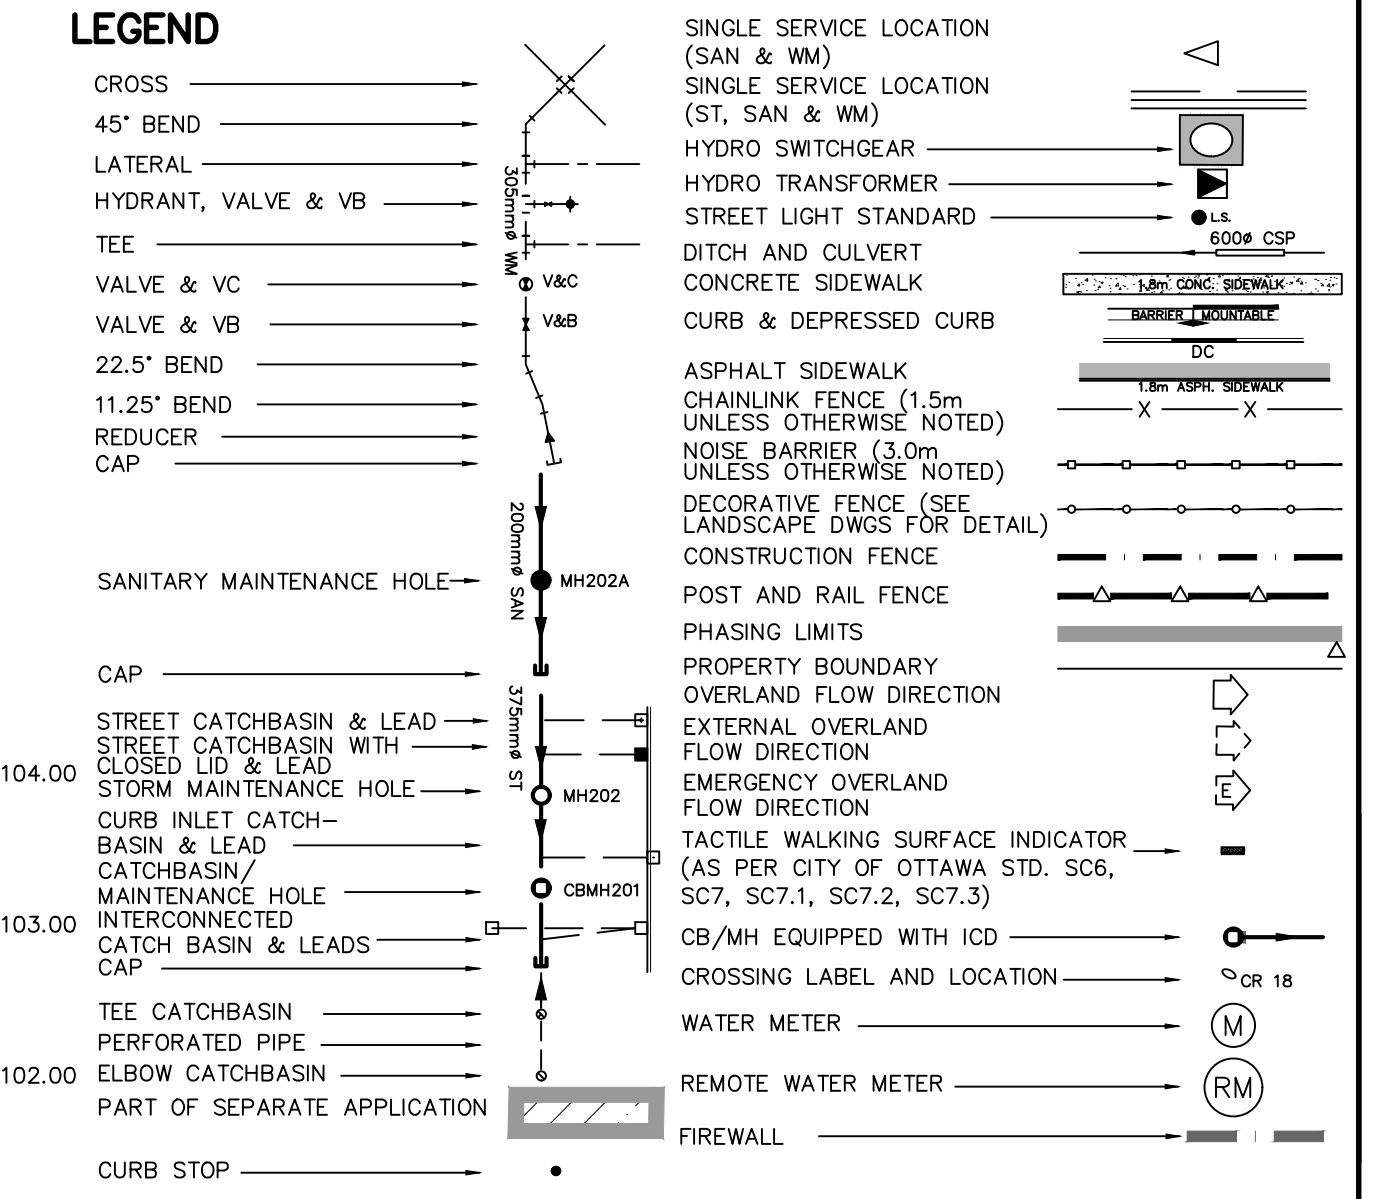 LEGEND
CROSS
45° BEND
LATERAL
HYDRANT, VALVE & VB
TEE
VALVE & VC
VALVE & VB
22.5° BEND
11.25° BEND
REDUCER
CAP
SANITARY MAINTENANCE HOLE
CAP
STREET CATCHBASIN & LEAD
STREET CATCHBASIN WITH
CLOSED LID & LEAD
104.00
STORM MAINTENANCE HOLE
CURB INLET CATCH-
BASIN & LEAD
CATCHBASIN/
MAINTENANCE HOLE
103.00
INTERCONNECTED
CATCH BASIN & LEADS
CAP
TEE CATCHBASIN
PERFORATED PIPE
102.00
ELBOW CATCHBASIN
PART OF SEPARATE APPLICATION
CURB STOP
305mmø WM
V&C
V&B
200mmø SAN
MH202A
375mmø ST
MH202
CBMH201
SINGLE SERVICE LOCATION
(SAN & WM)
SINGLE SERVICE LOCATION
(ST, SAN & WM)
HYDRO SWITCHGEAR
HYDRO TRANSFORMER
STREET LIGHT STANDARD
L.S.
DITCH AND CULVERT
600ø CSP
CONCRETE SIDEWALK
1.8m CONC. SIDEWALK
CURB & DEPRESSED CURB
BARRIER
MOUNTABLE
DC
ASPHALT SIDEWALK
1.8m ASPH. SIDEWALK
CHAINLINK FENCE (1.5m
UNLESS OTHERWISE NOTED)
X X
NOISE BARRIER (3.0m
UNLESS OTHERWISE NOTED)
DECORATIVE FENCE (SEE
LANDSCAPE DWGS FOR DETAIL)
CONSTRUCTION FENCE
POST AND RAIL FENCE
PHASING LIMITS
PROPERTY BOUNDARY
OVERLAND FLOW DIRECTION
EXTERNAL OVERLAND
FLOW DIRECTION
EMERGENCY OVERLAND
FLOW DIRECTION
E
TACTILE WALKING SURFACE INDICATOR
(AS PER CITY OF OTTAWA STD. SC6,
SC7, SC7.1, SC7.2, SC7.3)
CB/MH EQUIPPED WITH ICD
CROSSING LABEL AND LOCATION
CR 18
WATER METER
M
REMOTE WATER METER
RM
FIREWALL